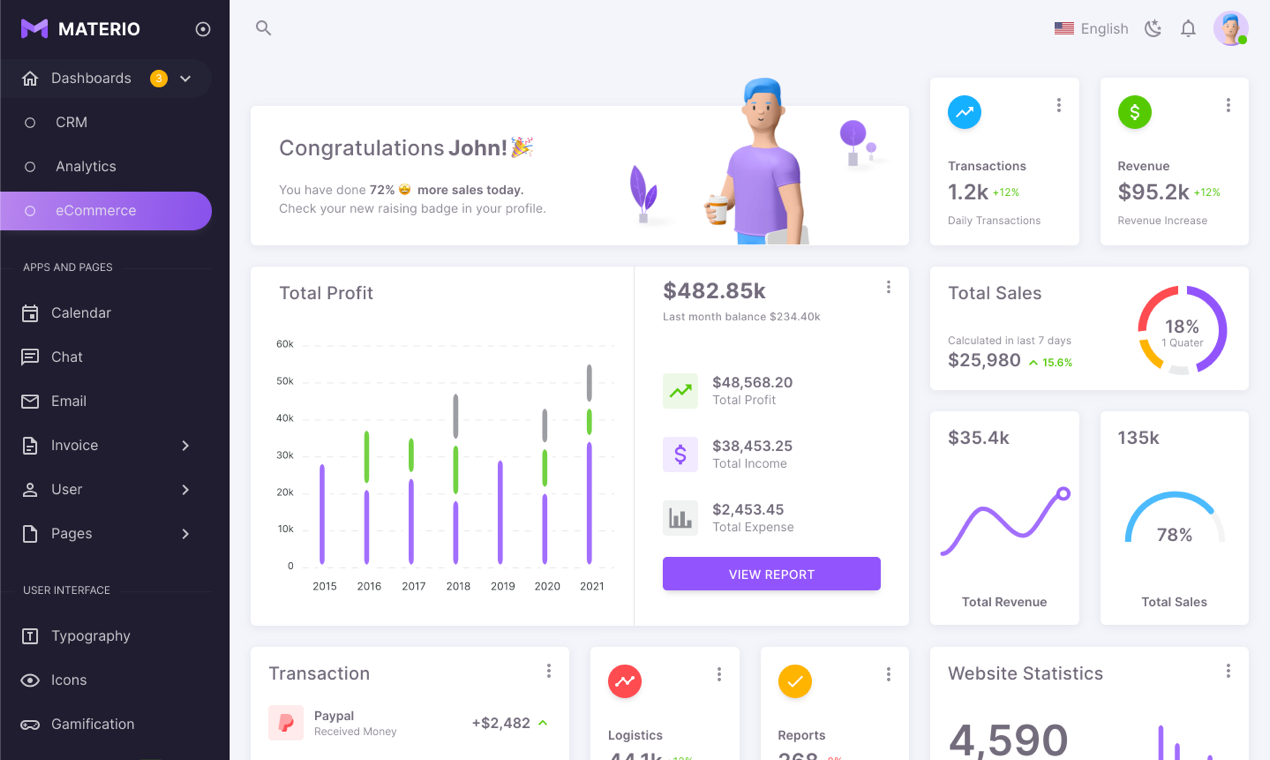 MATERIO
Dashboards
3
CRM
Analytics
eCommerce
APPS AND PAGES
Calendar
Chat
Email
Invoice
User
Pages
USER INTERFACE
Typography
Icons
Gamification
English
Congratulations John!🎉
You have done 72% 🤩 more sales today.
Check your new raising badge in your profile.
Transactions
1.2k +12%
Daily Transactions
$
Revenue
$95.2k +12%
Revenue Increase
Total Profit
60k
50k
40k
30k
20k
10k
0
2015 2016 2017 2018 2019 2020 2021
$482.85k
Last month balance $234.40k
$48,568.20
Total Profit
$
$38,453.25
Total Income
$2,453.45
Total Expense
VIEW REPORT
Total Sales
Calculated in last 7 days
$25,980 15.6%
18%
1 Quater
$35.4k
Total Revenue
135k
78%
Total Sales
Transaction
Paypal
Received Money
+$2,482
Logistics
44.1k +12%
Reports
268 -8%
Website Statistics
4,590